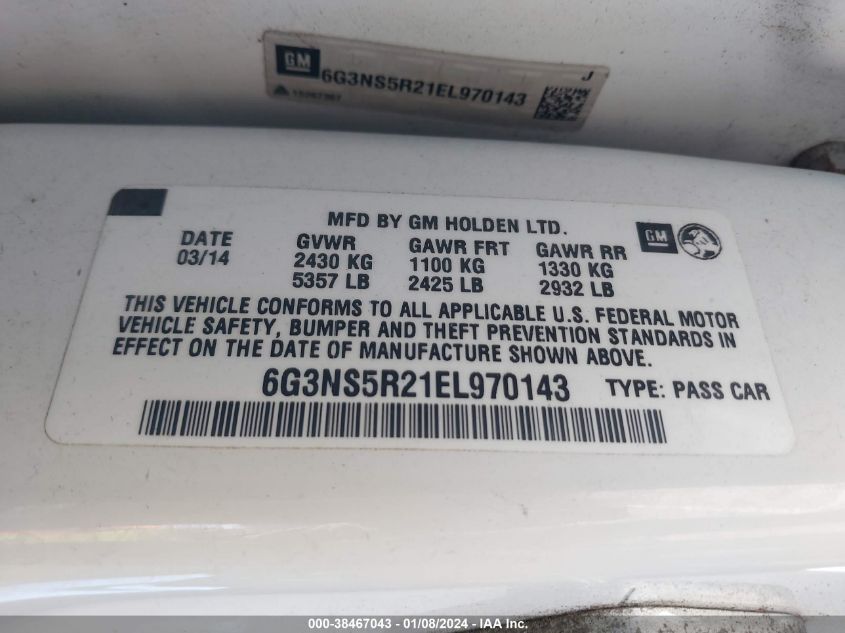 GM
J
6G3NS5R21EL970143
MFD BY GM HOLDEN LTD.
GM
DATE GVWR GAWR FRT GAWR RR
03/14 2430 KG 1100 KG 1330 KG
5357 LB 2425 LB 2932 LB
THIS VEHICLE CONFORMS TO ALL APPLICABLE U.S. FEDERAL MOTOR
VEHICLE SAFETY, BUMPER AND THEFT PREVENTION STANDARDS IN
EFFECT ON THE DATE OF MANUFACTURE SHOWN ABOVE.
6G3NS5R21EL970143 TYPE: PASS CAR
000-38467043 - 01/08/2024 - IAA Inc.